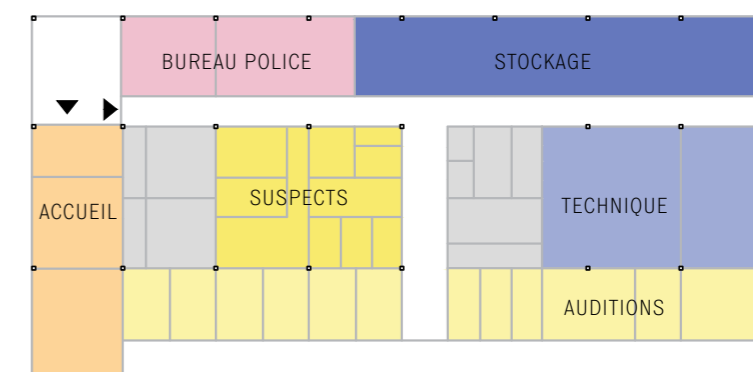 BUREAU POLICE
STOCKAGE
ACCUEIL
SUSPECTS
TECHNIQUE
AUDITIONS